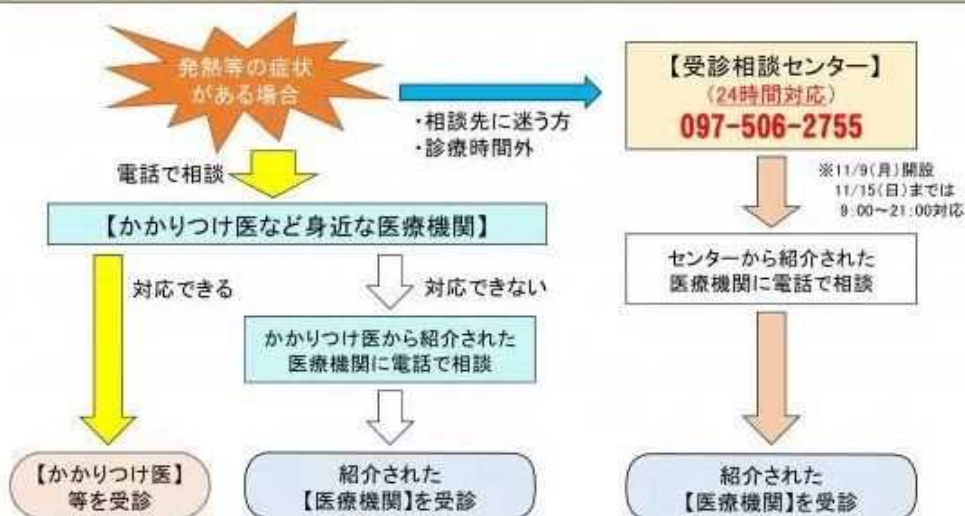 発熱等の症状
がある場合
・相談先に迷う方
・診療時間外
【受診相談センター】
（24時間対応）
097-506-2755
※11/9(月)開設
11/15(日)までは
9:00～21:00対応
電話で相談
【かかりつけ医など身近な医療機関】
対応できる
対応できない
かかりつけ医から紹介された
医療機関に電話で相談
センターから紹介された
医療機関に電話で相談
【かかりつけ医】
等を受診
紹介された
【医療機関】を受診
紹介された
【医療機関】を受診